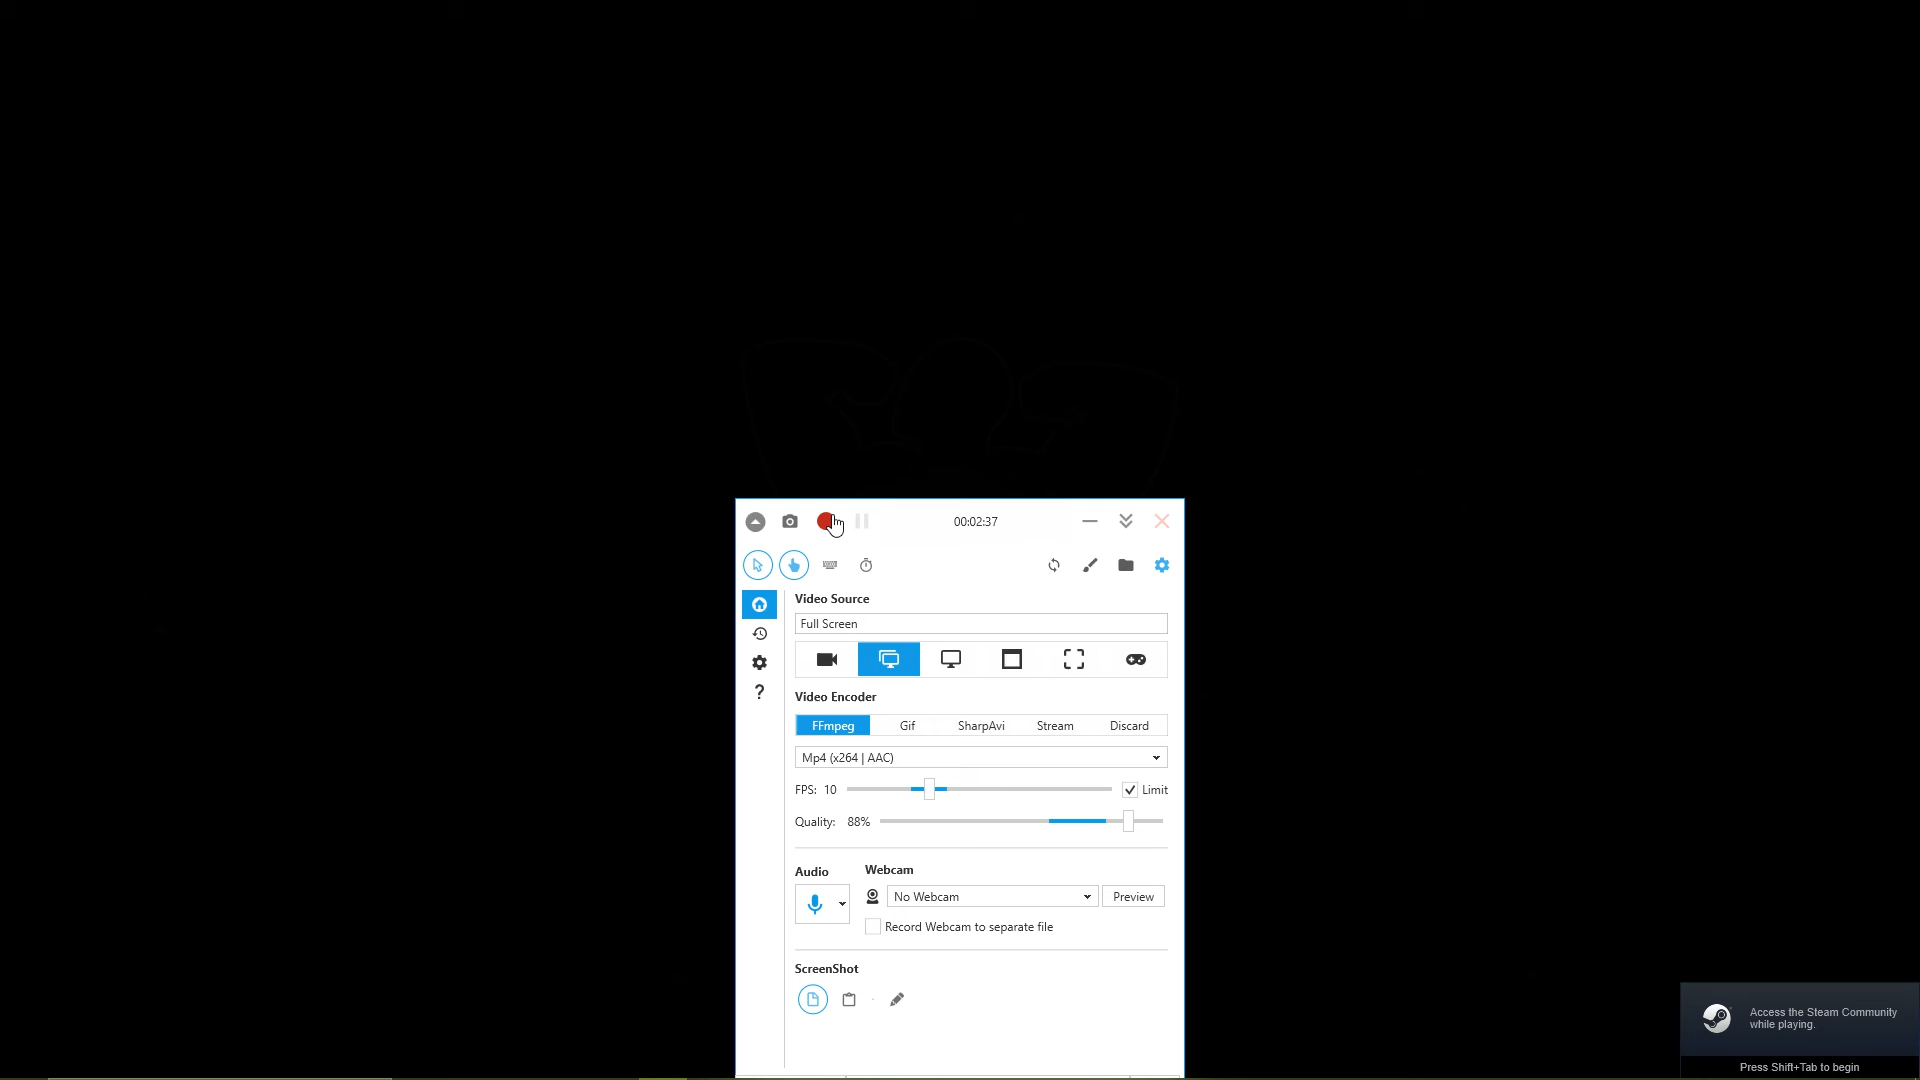 00:02:37
Video Source
Full Screen
Video Encoder
FFmpeg Gif SharpAvi Stream Discard
Mp4 (x264 | AAC)
FPS: 10 Limit
Quality: 88%
Audio Webcam
No Webcam Preview
Record Webcam to separate file
ScreenShot
Access the Steam Community
while playing.
Press Shift+Tab to begin